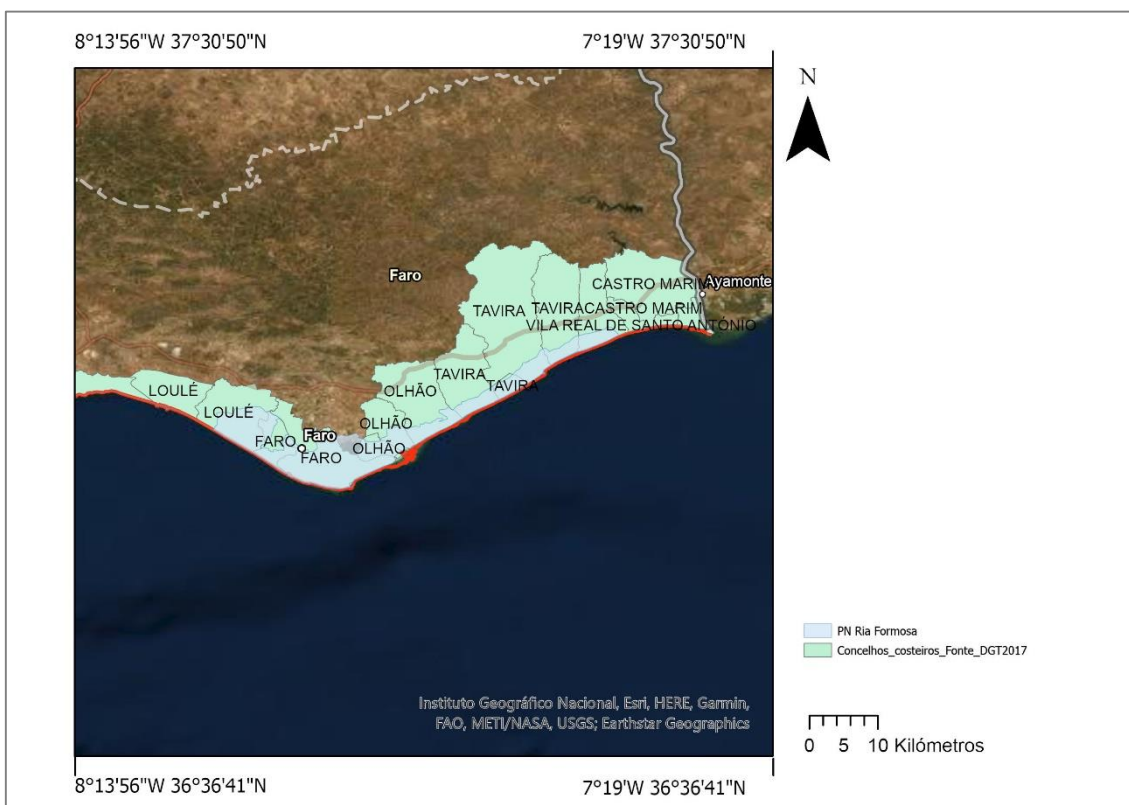 8°13'56"W 37°30'50"N
7°19'W 37°30'50"N
N
Faro
CASTRO MARIM
Ayamonte
TAVIRA
TAVIRA
CASTRO MARIM
VILA REAL DE SANTO ANTÓNIO
TAVIRA
TAVIRA
LOULÉ
OLHÃO
LOULÉ
OLHÃO
FARO
Faro
OLHÃO
FARO
PN Ria Formosa
Concelhos_costeiros_Fonte_DGT2017
Instituto Geográfico Nacional, Esri, HERE, Garmin,
FAO, METI/NASA, USGS; Earthstar Geographics
0 5 10 Kilómetros
8°13'56"W 36°36'41"N
7°19'W 36°36'41"N